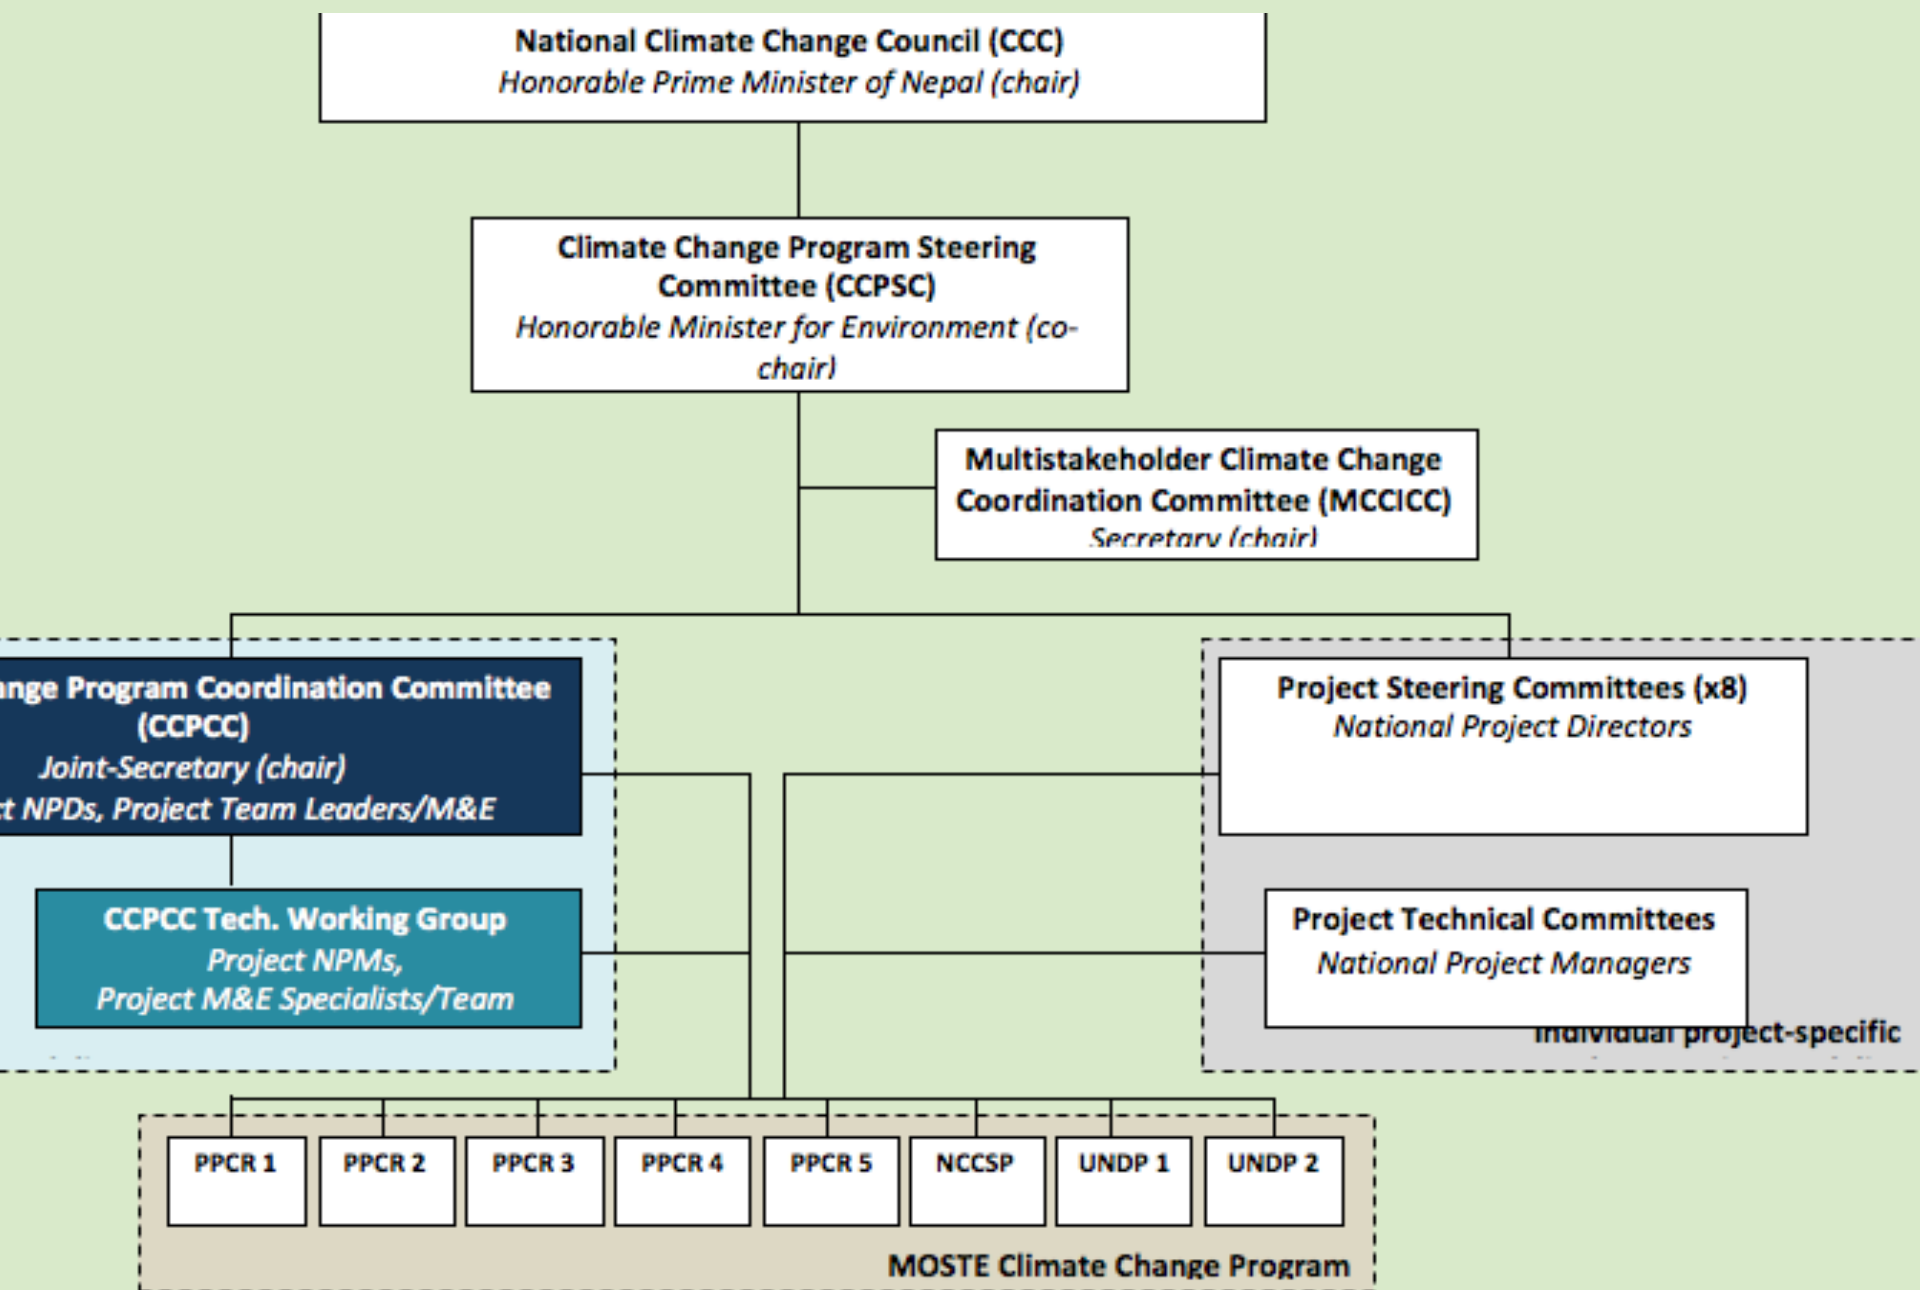 National Climate Change Council (CCC)
Honorable Prime Minister of Nepal (chair)
Climate Change Program Steering
Committee (CCPSC)
Honorable Minister for Environment (co-
chair)
Multistakeholder Climate Change
Coordination Committee (MCCICC)
Secretary (chair)
Program Coordination Committee
(CCPCC)
Joint-Secretary (chair)
NPDs, Project Team Leaders/M&E
CCPCC Tech. Working Group
Project NPMs,
Project M&E Specialists/Team
Project Steering Committees (x8)
National Project Directors
Project Technical Committees
National Project Managers
Individual project-specific
PPCR 1
PPCR 2
PPCR 3
PPCR 4
PPCR 5
NCCSP
UNDP 1
UNDP 2
MOSTE Climate Change Program